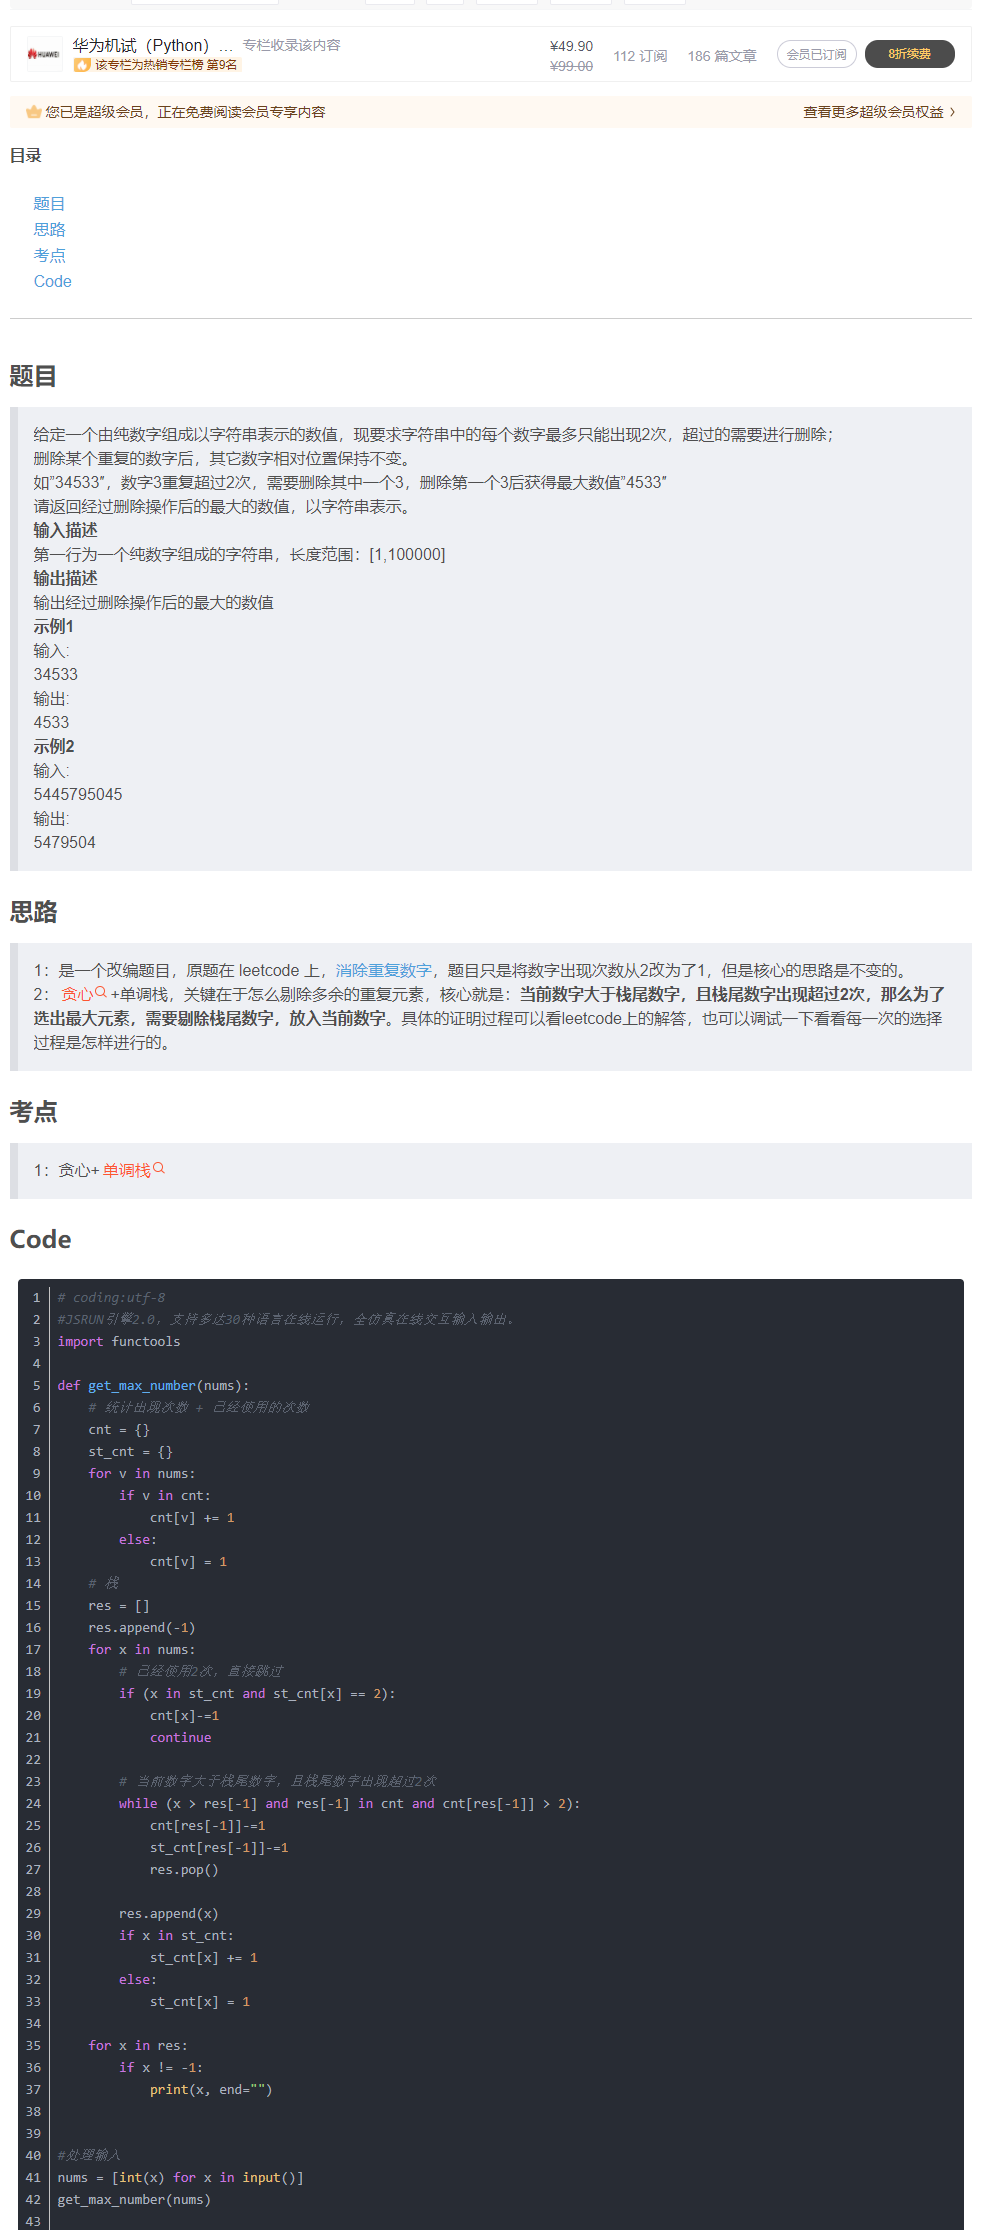 HUAWEI
华为机试（Python）... 专栏收录该内容
该专栏为热销专栏榜 第9名
¥49.90
¥99.00
112 订阅
186 篇文章
会员已订阅
8折续费
您已是超级会员，正在免费阅读会员专享内容
查看更多超级会员权益 >
目录
题目
思路
考点
Code
题目
给定一个由纯数字组成以字符串表示的数值，现要求字符串中的每个数字最多只能出现2次，超过的需要进行删除；
删除某个重复的数字后，其它数字相对位置保持不变。
如”34533″，数字3重复超过2次，需要删除其中一个3，删除第一个3后获得最大数值”4533″
请返回经过删除操作后的最大的数值，以字符串表示。
输入描述
第一行为一个纯数字组成的字符串，长度范围：[1,100000]
输出描述
输出经过删除操作后的最大的数值
示例1
输入:
34533
输出:
4533
示例2
输入:
5445795045
输出:
5479504
思路
1：是一个改编题目，原题在 leetcode 上，消除重复数字，题目只是将数字出现次数从2改为了1，但是核心的思路是不变的。
2：贪心+单调栈，关键在于怎么剔除多余的重复元素，核心就是：当前数字大于栈尾数字，且栈尾数字出现超过2次，那么为了
选出最大元素，需要剔除栈尾数字，放入当前数字。具体的证明过程可以看leetcode上的解答，也可以调试一下看看每一次的选择
过程是怎样进行的。
考点
1：贪心+ 单调栈
Code
1 # coding:utf-8
2 #JSRUN引擎2.0，支持多达30种语言在线运行，全仿真在线交互输入输出。
3 import functools
4
5 def get_max_number(nums):
6     # 统计出现次数 + 已经使用的次数
7     cnt = {}
8     st_cnt = {}
9     for v in nums:
10         if v in cnt:
11             cnt[v] += 1
12         else:
13             cnt[v] = 1
14     # 栈
15     res = []
16     res.append(-1)
17     for x in nums:
18         # 已经使用2次，直接跳过
19         if (x in st_cnt and st_cnt[x] == 2):
20             cnt[x]-=1
21             continue
22
23         # 当前数字大于栈尾数字，且栈尾数字出现超过2次
24         while (x > res[-1] and res[-1] in cnt and cnt[res[-1]] > 2):
25             cnt[res[-1]]-=1
26             st_cnt[res[-1]]-=1
27             res.pop()
28
29         res.append(x)
30         if x in st_cnt:
31             st_cnt[x] += 1
32         else:
33             st_cnt[x] = 1
34
35     for x in res:
36         if x != -1:
37             print(x, end="")
38
39
40 #处理输入
41 nums = [int(x) for x in input()]
42 get_max_number(nums)
43